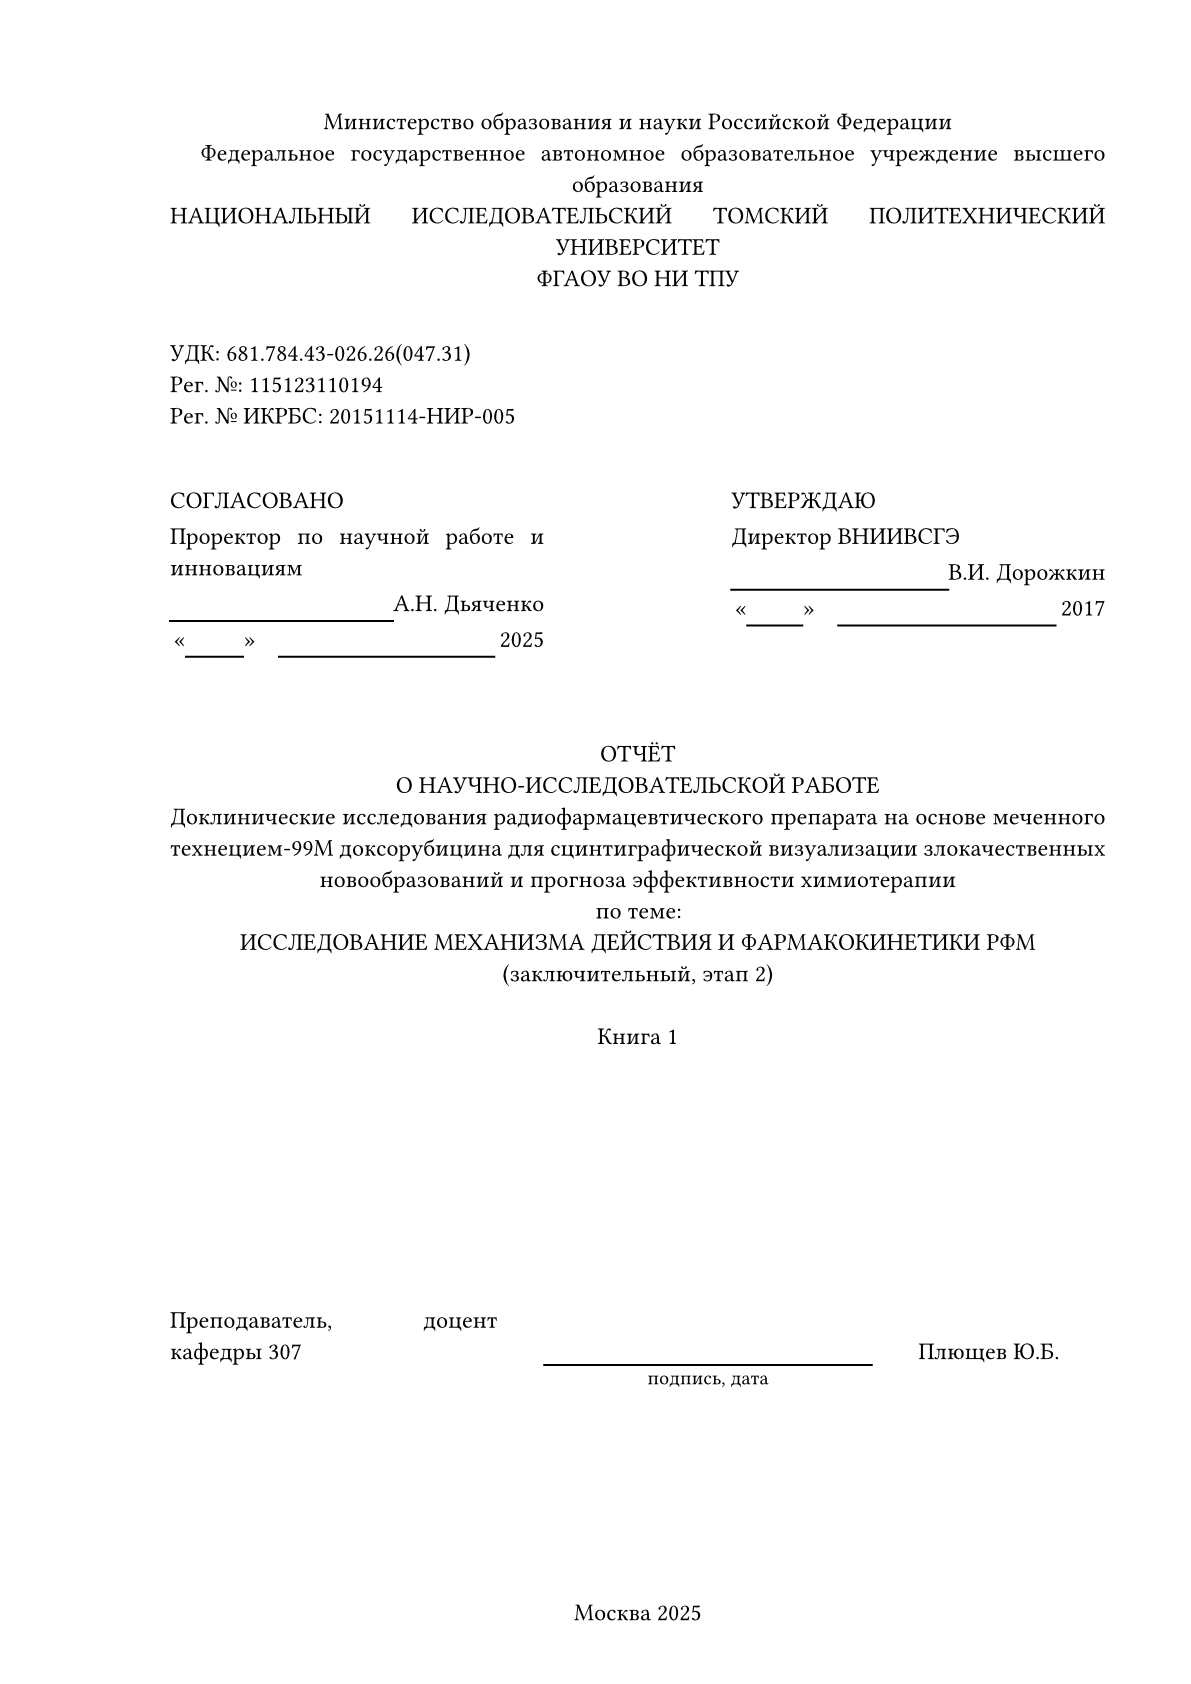 Министерство образования и науки Российской Федерации
Федеральное государственное автономное образовательное учреждение высшего
образования
НАЦИОНАЛЬНЫЙ ИССЛЕДОВАТЕЛЬСКИЙ ТОМСКИЙ ПОЛИТЕХНИЧЕСКИЙ
УНИВЕРСИТЕТ
ФГАОУ ВО НИ ТПУ
УДК: 681.784.43-026.26(047.31)
Рег. №: 115123110194
Рег. № ИКРБС: 20151114-НИР-005
СОГЛАСОВАНО
Проректор по научной работе и
инновациям
А.Н. Дьяченко
« » 2025
УТВЕРЖДАЮ
Директор ВНИИВСГЭ
В.И. Дорожкин
« » 2017
ОТЧЁТ
О НАУЧНО-ИССЛЕДОВАТЕЛЬСКОЙ РАБОТЕ
Доклинические исследования радиофармацевтического препарата на основе меченного
технецием-99М доксорубицина для сцинтиграфической визуализации злокачественных
новообразований и прогноза эффективности химиотерапии
по теме:
ИССЛЕДОВАНИЕ МЕХАНИЗМА ДЕЙСТВИЯ И ФАРМАКОКИНЕТИКИ РФМ
(заключительный, этап 2)
Книга 1
Преподаватель, доцент
кафедры 307
Плющев Ю.Б.
подпись, дата
Москва 2025